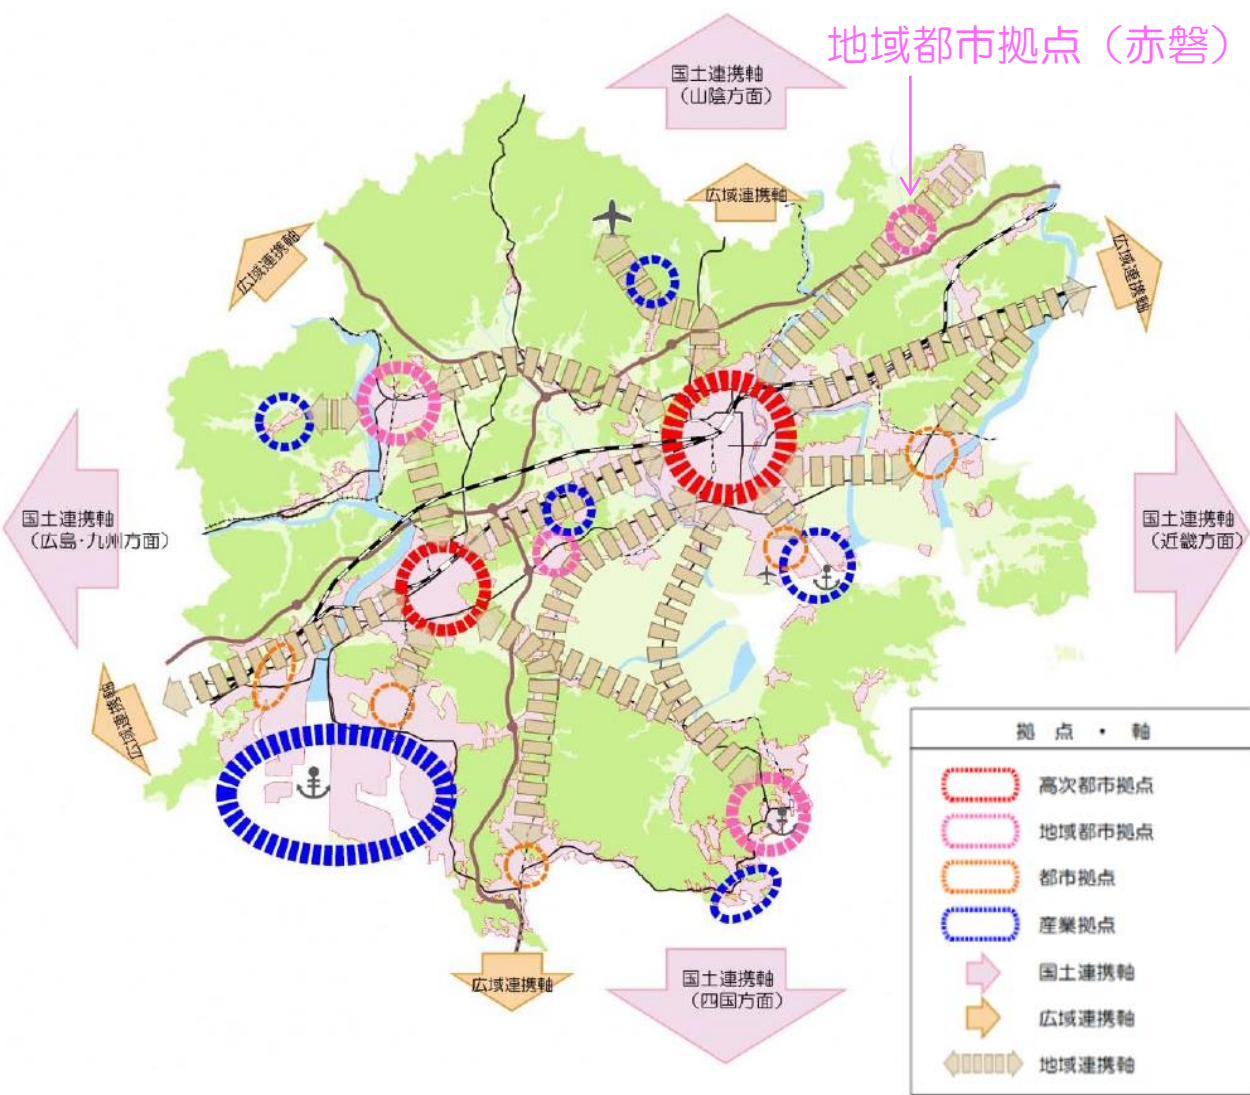 地域都市拠点（赤磐）
国土連携軸
（山陰方面）
広域連携軸
広域連携軸
広域連携軸
国土連携軸
（広島・九州方面）
国土連携軸
（近畿方面）
広域連携軸
広域連携軸
国土連携軸
（四国方面）
拠点・軸
高次都市拠点
地域都市拠点
都市拠点
産業拠点
国土連携軸
広域連携軸
地域連携軸